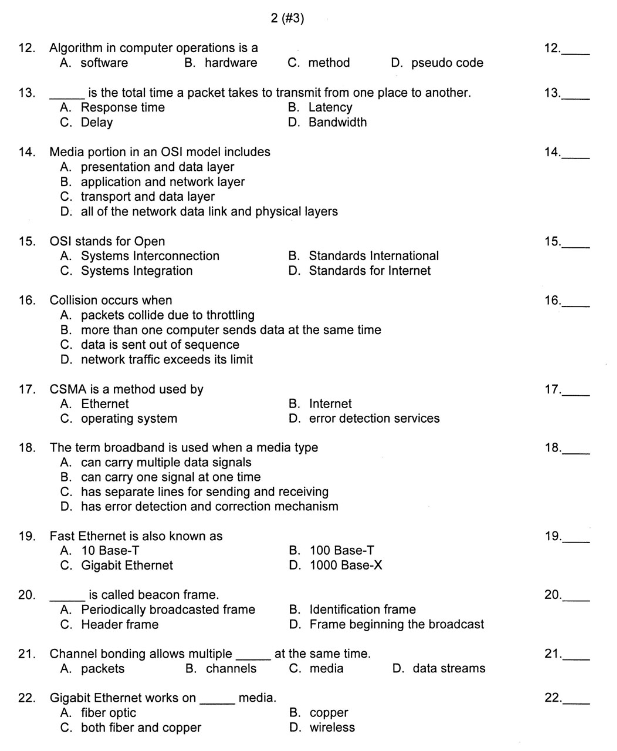 2 (#3)
12. Algorithm in computer operations is a 12.____
A. software B. hardware C. method D. pseudo code
13. _____ is the total time a packet takes to transmit from one place to another. 13.____
A. Response time B. Latency
C. Delay D. Bandwidth
14. Media portion in an OSI model includes 14.____
A. presentation and data layer
B. application and network layer
C. transport and data layer
D. all of the network data link and physical layers
15. OSI stands for Open 15.____
A. Systems Interconnection B. Standards International
C. Systems Integration D. Standards for Internet
16. Collision occurs when 16.____
A. packets collide due to throttling
B. more than one computer sends data at the same time
C. data is sent out of sequence
D. network traffic exceeds its limit
17. CSMA is a method used by 17.____
A. Ethernet B. Internet
C. operating system D. error detection services
18. The term broadband is used when a media type 18.____
A. can carry multiple data signals
B. can carry one signal at one time
C. has separate lines for sending and receiving
D. has error detection and correction mechanism
19. Fast Ethernet is also known as 19.____
A. 10 Base-T B. 100 Base-T
C. Gigabit Ethernet D. 1000 Base-X
20. _____ is called beacon frame. 20.____
A. Periodically broadcasted frame B. Identification frame
C. Header frame D. Frame beginning the broadcast
21. Channel bonding allows multiple _____ at the same time. 21.____
A. packets B. channels C. media D. data streams
22. Gigabit Ethernet works on _____ media. 22.____
A. fiber optic B. copper
C. both fiber and copper D. wireless